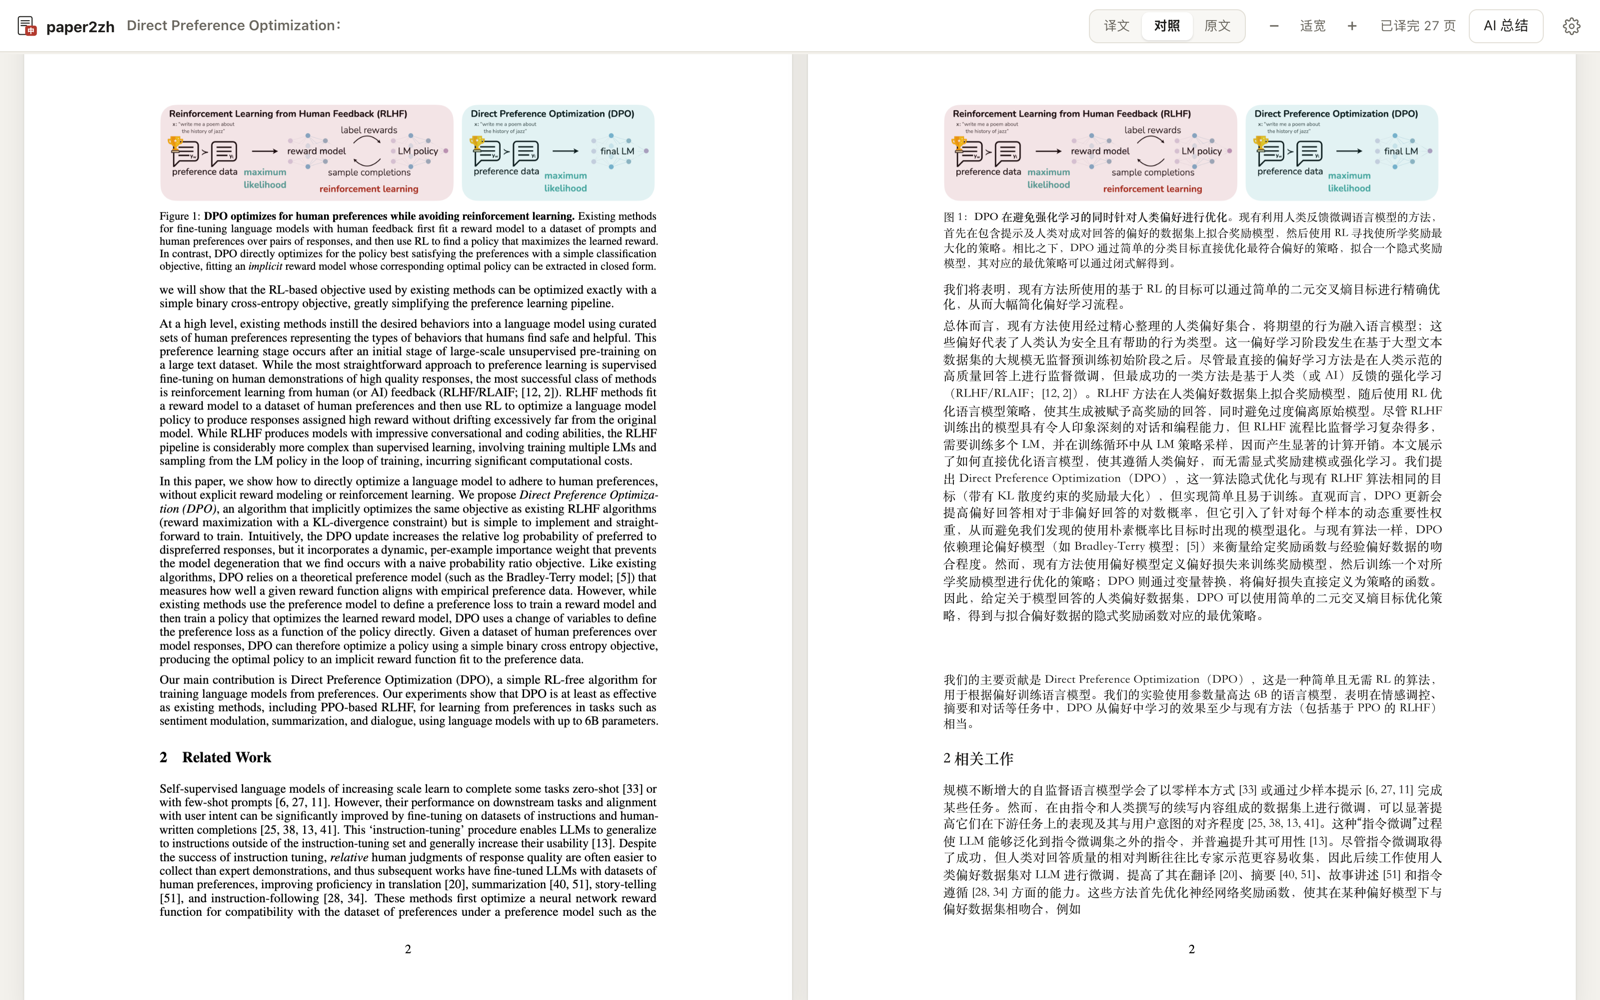 paper2zh
Direct Preference Optimization:
译文
对照
原文
− 适宽 +
已译完 27 页
AI 总结
Reinforcement Learning from Human Feedback (RLHF)
x: "write me a poem about
the history of jazz"
label rewards
reward model
LM policy
preference data
maximum
likelihood
sample completions
reinforcement learning
Direct Preference Optimization (DPO)
x: "write me a poem about
the history of jazz"
final LM
preference data
maximum
likelihood
Figure 1: DPO optimizes for human preferences while avoiding reinforcement learning. Existing methods
for fine-tuning language models with human feedback first fit a reward model to a dataset of prompts and
human preferences over pairs of responses, and then use RL to find a policy that maximizes the learned reward.
In contrast, DPO directly optimizes for the policy best satisfying the preferences with a simple classification
objective, fitting an implicit reward model whose corresponding optimal policy can be extracted in closed form.
we will show that the RL-based objective used by existing methods can be optimized exactly with a
simple binary cross-entropy objective, greatly simplifying the preference learning pipeline.
At a high level, existing methods instill the desired behaviors into a language model using curated
sets of human preferences representing the types of behaviors that humans find safe and helpful. This
preference learning stage occurs after an initial stage of large-scale unsupervised pre-training on
a large text dataset. While the most straightforward approach to preference learning is supervised
fine-tuning on human demonstrations of high quality responses, the most successful class of methods
is reinforcement learning from human (or AI) feedback (RLHF/RLAIF; [12, 2]). RLHF methods fit
a reward model to a dataset of human preferences and then use RL to optimize a language model
policy to produce responses assigned high reward without drifting excessively far from the original
model. While RLHF produces models with impressive conversational and coding abilities, the RLHF
pipeline is considerably more complex than supervised learning, involving training multiple LMs and
sampling from the LM policy in the loop of training, incurring significant computational costs.
In this paper, we show how to directly optimize a language model to adhere to human preferences,
without explicit reward modeling or reinforcement learning. We propose Direct Preference Optimiza-
tion (DPO), an algorithm that implicitly optimizes the same objective as existing RLHF algorithms
(reward maximization with a KL-divergence constraint) but is simple to implement and straight-
forward to train. Intuitively, the DPO update increases the relative log probability of preferred to
dispreferred responses, but it incorporates a dynamic, per-example importance weight that prevents
the model degeneration that we find occurs with a naive probability ratio objective. Like existing
algorithms, DPO relies on a theoretical preference model (such as the Bradley-Terry model; [5]) that
measures how well a given reward function aligns with empirical preference data. However, while
existing methods use the preference model to define a preference loss to train a reward model and
then train a policy that optimizes the learned reward model, DPO uses a change of variables to define
the preference loss as a function of the policy directly. Given a dataset of human preferences over
model responses, DPO can therefore optimize a policy using a simple binary cross entropy objective,
producing the optimal policy to an implicit reward function fit to the preference data.
Our main contribution is Direct Preference Optimization (DPO), a simple RL-free algorithm for
training language models from preferences. Our experiments show that DPO is at least as effective
as existing methods, including PPO-based RLHF, for learning from preferences in tasks such as
sentiment modulation, summarization, and dialogue, using language models with up to 6B parameters.
2 Related Work
Self-supervised language models of increasing scale learn to complete some tasks zero-shot [33] or
with few-shot prompts [6, 27, 11]. However, their performance on downstream tasks and alignment
with user intent can be significantly improved by fine-tuning on datasets of instructions and human-
written completions [25, 38, 13, 41]. This ‘instruction-tuning’ procedure enables LLMs to generalize
to instructions outside of the instruction-tuning set and generally increase their usability [13]. Despite
the success of instruction tuning, relative human judgments of response quality are often easier to
collect than expert demonstrations, and thus subsequent works have fine-tuned LLMs with datasets of
human preferences, improving proficiency in translation [20], summarization [40, 51], story-telling
[51], and instruction-following [28, 34]. These methods first optimize a neural network reward
function for compatibility with the dataset of preferences under a preference model such as the
2
Reinforcement Learning from Human Feedback (RLHF)
x: "write me a poem about
the history of jazz"
label rewards
reward model
LM policy
preference data
maximum
likelihood
sample completions
reinforcement learning
Direct Preference Optimization (DPO)
x: "write me a poem about
the history of jazz"
final LM
preference data
maximum
likelihood
图 1：DPO 在避免强化学习的同时针对人类偏好进行优化。现有利用人类反馈微调语言模型的方法，
首先在包含提示及人类对成对回答的偏好的数据集上拟合奖励模型，然后使用 RL 寻找使所学奖励最
大化的策略。相比之下，DPO 通过简单的分类目标直接优化最符合偏好的策略，拟合一个隐式奖励
模型，其对应的最优策略可以通过闭式解得到。
我们将表明，现有方法所使用的基于 RL 的目标可以通过简单的二元交叉熵目标进行精确优
化，从而大幅简化偏好学习流程。
总体而言，现有方法使用经过精心整理的人类偏好集合，将期望的行为融入语言模型；这
些偏好代表了人类认为安全且有帮助的行为类型。这一偏好学习阶段发生在基于大型文本
数据集的大规模无监督预训练初始阶段之后。尽管最直接的偏好学习方法是在人类示范的
高质量回答上进行监督微调，但最成功的一类方法是基于人类（或 AI）反馈的强化学习
（RLHF/RLAIF；[12, 2]）。RLHF 方法在人类偏好数据集上拟合奖励模型，随后使用 RL 优
化语言模型策略，使其生成被赋予高奖励的回答，同时避免过度偏离原始模型。尽管 RLHF
训练出的模型具有令人印象深刻的对话和编程能力，但 RLHF 流程比监督学习复杂得多，
需要训练多个 LM，并在训练循环中从 LM 策略采样，因而产生显著的计算开销。本文展示
了如何直接优化语言模型，使其遵循人类偏好，而无需显式奖励建模或强化学习。我们提
出 Direct Preference Optimization（DPO），这一算法隐式优化与现有 RLHF 算法相同的目
标（带有 KL 散度约束的奖励最大化），但实现简单且易于训练。直观而言，DPO 更新会
提高偏好回答相对于非偏好回答的对数概率，但它引入了针对每个样本的动态重要性权
重，从而避免我们发现的使用朴素概率比目标时出现的模型退化。与现有算法一样，DPO
依赖理论偏好模型（如 Bradley-Terry 模型；[5]）来衡量给定奖励函数与经验偏好数据的吻
合程度。然而，现有方法使用偏好模型定义偏好损失来训练奖励模型，然后训练一个对所
学奖励模型进行优化的策略；DPO 则通过变量替换，将偏好损失直接定义为策略的函数。
因此，给定关于模型回答的人类偏好数据集，DPO 可以使用简单的二元交叉熵目标优化策
略，得到与拟合偏好数据的隐式奖励函数对应的最优策略。
我们的主要贡献是 Direct Preference Optimization（DPO），这是一种简单且无需 RL 的算法，
用于根据偏好训练语言模型。我们的实验使用参数量高达 6B 的语言模型，表明在情感调控、
摘要和对话等任务中，DPO 从偏好中学习的效果至少与现有方法（包括基于 PPO 的 RLHF）
相当。
2 相关工作
规模不断增大的自监督语言模型学会了以零样本方式 [33] 或通过少样本提示 [6, 27, 11] 完成
某些任务。然而，在由指令和人类撰写的续写内容组成的数据集上进行微调，可以显著提
高它们在下游任务上的表现及其与用户意图的对齐程度 [25, 38, 13, 41]。这种“指令微调”过程
使 LLM 能够泛化到指令微调集之外的指令，并普遍提升其可用性 [13]。尽管指令微调取得
了成功，但人类对回答质量的相对判断往往比专家示范更容易收集，因此后续工作使用人
类偏好数据集对 LLM 进行微调，提高了其在翻译 [20]、摘要 [40, 51]、故事讲述 [51] 和指令
遵循 [28, 34] 方面的能力。这些方法首先优化神经网络奖励函数，使其在某种偏好模型下与
偏好数据集相吻合，例如
2